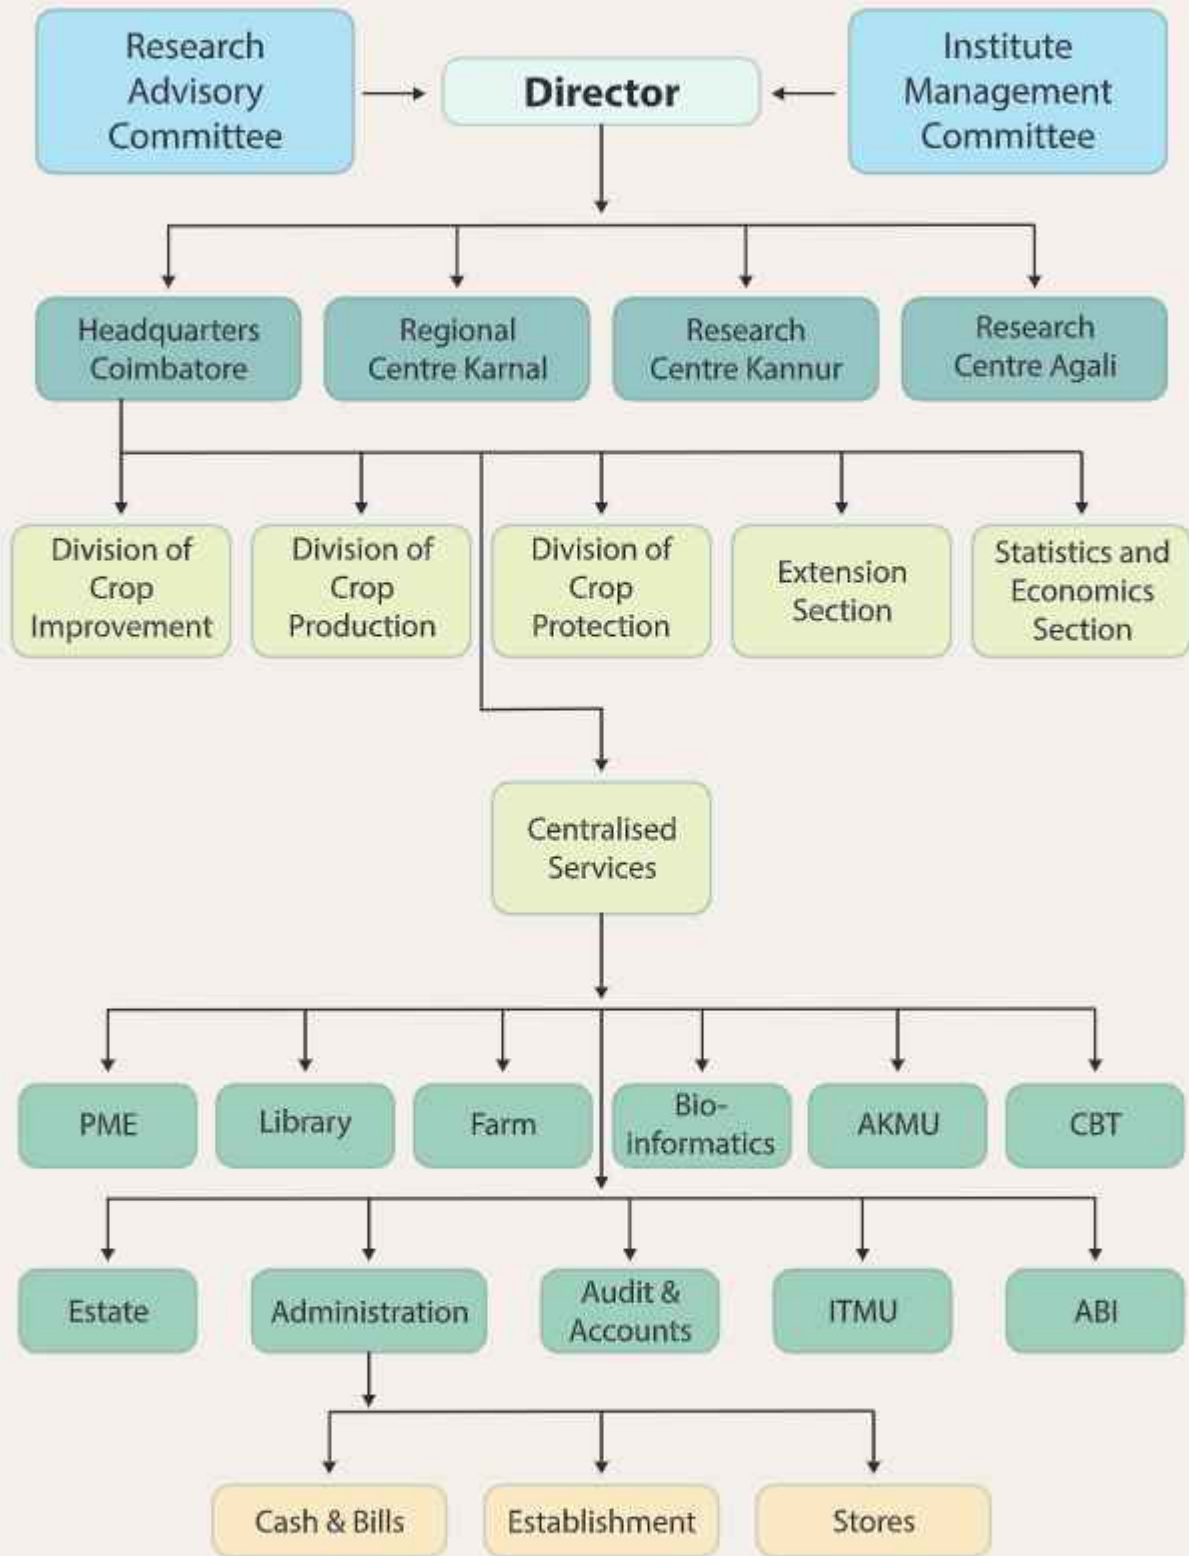 Research
Advisory
Committee
Director
Institute
Management
Committee
Headquarters
Coimbatore
Regional
Centre Karnal
Research
Centre Kannur
Research
Centre Agali
Division of
Crop
Improvement
Division of
Crop
Production
Division of
Crop
Protection
Extension
Section
Statistics and
Economics
Section
Centralised
Services
PME
Library
Farm
Bio-
informatics
AKMU
CBT
Estate
Administration
Audit &
Accounts
ITMU
ABI
Cash & Bills
Establishment
Stores